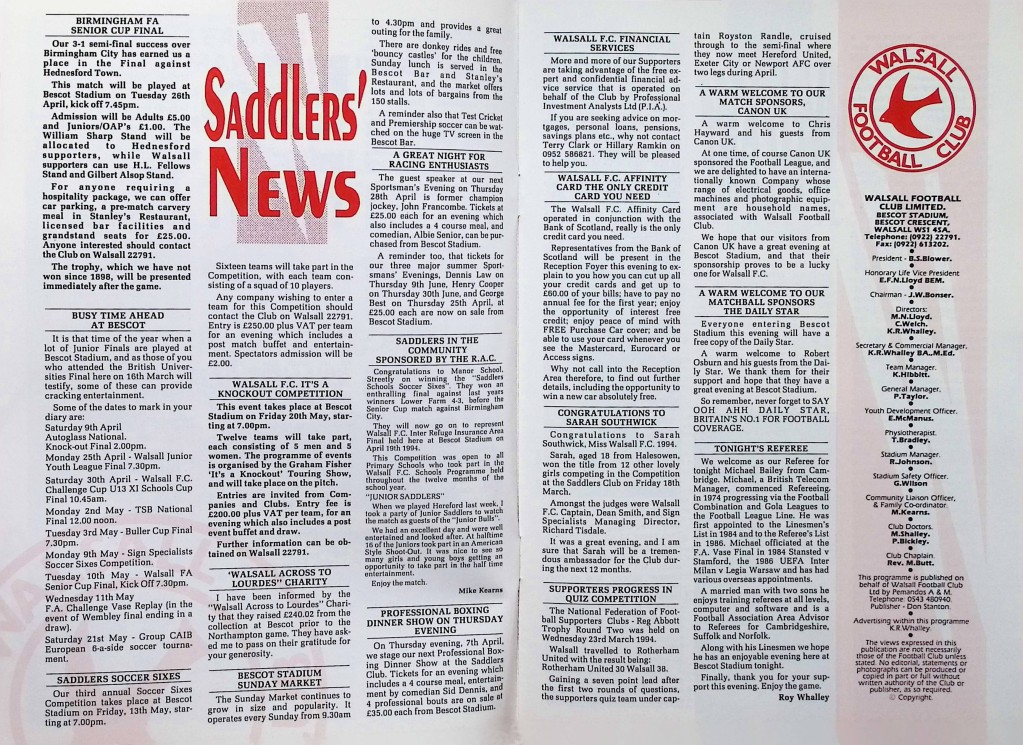 BIRMINGHAM FA
SENIOR CUP FINAL
Our 3-1 semi-final success over
Birmingham City has earned us a
place in the Final against
Hednesford Town.
This match will be played at
Bescot Stadium on Tuesday 26th
April, kick off 7.45pm.
Admission will be Adults £5.00
and Juniors/OAP's £1.00. The
William Sharp Stand will be
allocated to Hednesford
supporters, while Walsall
supporters can use H.L. Fellows
Stand and Gilbert Alsop Stand.
For anyone requiring a
hospitality package, we can offer
car parking, a pre-match carvery
meal in Stanley's Restaurant,
licensed bar facilities and
grandstand seats for £25.00.
Anyone interested should contact
the Club on Walsall 22791.
The trophy, which we have not
won since 1898, will be presented
immediately after the game.
BUSY TIME AHEAD
AT BESCOT
It is that time of the year when a
lot of Junior Finals are played at
Bescot Stadium, and as those of you
who attended the British Univer-
sities Final here on 16th March will
testify, some of these can provide
cracking entertainment.
Some of the dates to mark in your
diary are:
Saturday 9th April
Autoglass National.
Knock-out Final 2.00pm.
Monday 25th April - Walsall Junior
Youth League Final 7.30pm.
Saturday 30th April - Walsall F.C.
Challenge Cup U13 XI Schools Cup
Final 10.45am.
Monday 2nd May - TSB National
Final 12.00 noon.
Tuesday 3rd May - Buller Cup Final
7.30pm.
Monday 9th May - Sign Specialists
Soccer Sixes Competition.
Tuesday 10th May - Walsall FA
Senior Cup Final, Kick Off 7.30pm.
Wednesday 11th May
F.A. Challenge Vase Replay (in the
event of Wembley final ending in a
draw).
Saturday 21st May - Group CAIB
European 6-a-side soccer tourna-
ment.
SADDLERS SOCCER SIXES
Our third annual Soccer Sixes
Competition takes place at Bescot
Stadium on Friday, 13th May, star-
ting at 7.00pm.
SADDLERS'
NEWS
Sixteen teams will take part in the
Competition, with each team con-
sisting of a squad of 10 players.
Any company wishing to enter a
team for this Competition should
contact the Club on Walsall 22791.
Entry is £250.00 plus VAT per team
for an evening which includes a
post match buffet and entertain-
ment. Spectators admission will be
£2.00.
WALSALL F.C. IT'S A
KNOCKOUT COMPETITION
This event takes place at Bescot
Stadium on Friday 20th May, star-
ting at 7.00pm.
Twelve teams will take part,
each consisting of 5 men and 5
women. The programme of events
is organised by the Graham Fisher
'It's a Knockout' Touring Show,
and will take place on the pitch.
Entries are invited from Com-
panies and Clubs. Entry fee is
£200.00 plus VAT per team, for an
evening which also includes a post
event buffet and draw.
Further information can be ob-
tained on Walsall 22791.
'WALSALL ACROSS TO
LOURDES" CHARITY
I have been informed by the
"Walsall Across to Lourdes" Char-
ity that they raised £240.02 from the
collection at Bescot prior to the
Northampton game. They have ask-
ed me to pass on their gratitude for
your generosity.
BESCOT STADIUM
SUNDAY MARKET
The Sunday Market continues to
grow in size and popularity. It
operates every Sunday from 9.30am
to 4.30pm and provides a great
outing for the family.
There are donkey rides and free
'bouncy castles' for the children.
Sunday lunch is served in the
Bescot Bar and Stanley's
Restaurant, and the market offers
lots and lots of bargains from the
150 stalls.
A reminder also that Test Cricket
and Premiership soccer can be wat-
ched on the huge TV screen in the
Bescot Bar.
A GREAT NIGHT FOR
RACING ENTHUSIASTS
The guest speaker at our next
Sportsman's Evening on Thursday
28th April is former champion
jockey, John Francombe. Tickets at
£25.00 each for an evening which
also includes a 4 course meal, and
comedian, Albie Senior, can be pur-
chased from Bescot Stadium.
A reminder too, that tickets for
our three major summer Sport-
smans' Evenings, Dennis Law on
Thursday 9th June, Henry Cooper
on Thursday 30th June, and George
Best on Thursday 25th April, at
£25.00 each are now on sale from
Bescot Stadium.
SADDLERS IN THE
COMMUNITY
SPONSORED BY THE R.A.C.
Congratulations to Manor School.
Streetly on winning the "Saddlers
Schools Soccer Sixes". They won an
enthralling final against last years
winners Lower Farm 4-3, before the
Senior Cup match against Birmingham
City.
They will now go on to represent
Walsall F.C. Inter Refuge Insurance Area
Final held here at Bescot Stadium on
April 19th 1994.
This Competition was open to all
Primary Schools who took part in the
Walsall F.C. Schools Programme held
throughout the twelve months of the
school year.
"JUNIOR SADDLERS"
When we played Hereford last week, I
took a party of Junior Saddlers to watch
the match as guests of the "Junior Bulls".
We had an excellent day and were well
entertained and looked after. At halftime
16 of the Juniors took part in an American
Style Shoot-Out. It was nice to see so
many girls and young boys getting an
opportunity to take part in the half time
entertainment.
Enjoy the match.
Mike Kearns
PROFESSIONAL BOXING
DINNER SHOW ON THURSDAY
EVENING
On Thursday evening, 7th April,
we stage our next Professional Box-
ing Dinner Show at the Saddlers
Club. Tickets for an evening which
includes a 4 course meal, entertain-
ment by comedian Sid Dennis, and
4 professional bouts are on sale at
£35.00 each from Bescot Stadium.
WALSALL F.C. FINANCIAL
SERVICES
More and more of our Supporters
are taking advantage of the free ex-
pert and confidential financial ad-
vice service that is operated on
behalf of the Club by Professional
Investment Analysts Ltd (P.I.A.).
If you are seeking advice on mort-
gages, personal loans, pensions,
savings plans etc., why not contact
Terry Clark or Hillary Ramkin on
0952 586821. They will be pleased
to help you.
WALSALL F.C. AFFINITY
CARD THE ONLY CREDIT
CARD YOU NEED
The Walsall F.C. Affinity Card
operated in conjunction with the
Bank of Scotland, really is the only
credit card you need.
Representatives from the Bank of
Scotland will be present in the
Reception Foyer this evening to ex-
plain to you how you can cut up all
your credit cards and get up to
£60.00 of your bills; have to pay no
annual fee for the first year; enjoy
the opportunity of interest free
credit; enjoy peace of mind with
FREE Purchase Car cover; and be
able to use your card whenever you
see the Mastercard, Eurocard or
Access signs.
Why not call into the Reception
Area therefore, to find out further
details, including the opportunity to
win a new car absolutely free.
CONGRATULATIONS TO
SARAH SOUTHWICK
Congratulations to Sarah
Southwick, Miss Walsall F.C. 1994.
Sarah, aged 18 from Halesowen,
won the title from 12 other lovely
girls competing in the Competition
at the Saddlers Club on Friday 18th
March.
Amongst the judges were Walsall
F.C. Captain, Dean Smith, and Sign
Specialists Managing Director,
Richard Tisdale.
It was a great evening, and I am
sure that Sarah will be a tremen-
dous ambassador for the Club during
the next 12 months.
SUPPORTERS PROGRESS IN
QUIZ COMPETITION
The National Federation of Foot-
ball Supporters Clubs - Reg Abbott
Trophy Round Two was held on
Wednesday 23rd March 1994.
Walsall travelled to Rotherham
United with the result being:
Rotherham United 30 Walsall 38.
Gaining a seven point lead after
the first two rounds of questions,
the supporters quiz team under cap-
tain Royston Randle, cruised
through to the semi-final where
they now meet Hereford United,
Exeter City or Newport AFC over
two legs during April.
A WARM WELCOME TO OUR
MATCH SPONSORS,
CANON UK
A warm welcome to Chris
Hayward and his guests from
Canon UK.
At one time, of course Canon UK
sponsored the Football League, and
we are delighted to have an interna-
tionally known Company whose
range of electrical goods, office
machines and photographic equip-
ment are household names,
associated with Walsall Football
Club.
We hope that our visitors from
Canon UK have a great evening at
Bescot Stadium, and that their
sponsorship proves to be a lucky
one for Walsall F.C.
A WARM WELCOME TO OUR
MATCHBALL SPONSORS
THE DAILY STAR
Everyone entering Bescot
Stadium this evening will have a
free copy of the Daily Star.
A warm welcome to Robert
Osburn and his guests from the Dai-
ly Star. We thank them for their
support and hope that they have a
great evening at Bescot Stadium.
So remember, never forget to SAY
OOH AHH DAILY STAR,
BRITAIN'S NO.1 FOR FOOTBALL
COVERAGE.
TONIGHT'S REFEREE
We welcome as our Referee for
tonight Michael Bailey from Cam-
bridge. Michael, a British Telecom
Manager, commenced Refereeing,
in 1974 progressing via the Football
Combination and Gola Leagues to
the Football League Line. He was
first appointed to the Linesmen's
List in 1984 and to the Referee's List
in 1986. Michael officiated at the
F.A. Vase Final in 1984 Stansted v
Stamford, the 1986 UEFA Inter
Milan v Legia Warsaw and has had
various overseas appointments.
A married man with two sons he
enjoys training referees at all levels,
computer and software and is a
Football Association Area Advisor
to Referees for Cambridgeshire,
Suffolk and Norfolk.
Along with his Linesmen we hope
he has an enjoyable evening here at
Bescot Stadium tonight.
Finally, thank you for your sup-
port this evening. Enjoy the game.
Roy Whalley
WALSALL
FOOTBALL CLUB
WALSALL FOOTBALL
CLUB LIMITED.
BESCOT STADIUM,
BESCOT CRESCENT,
WALSALL WS1 4SA.
Telephone: (0922) 22791.
Fax: (0922) 613202.
President - B.S.Blower.
Honorary Life Vice President
E.F.N.Lloyd BEM.
Chairman - J.W.Bonser.
Directors:
M.N.Lloyd.
C.Welch.
K.R.Whalley.
Secretary & Commercial Manager.
K.R.Whalley BA.,M.Ed.
Team Manager.
K.Hibbitt.
General Manager.
P.Taylor.
Youth Development Officer.
E.McManus.
Physiotherapist.
T.Bradley.
Stadium Manager.
R.Johnson.
Stadium Safety Officer.
G.Wilson
Community Liaison Officer,
& Family Co-ordinator.
M.Kearns.
Club Doctors.
M.Shalley.
P.Bickley.
Club Chaplain.
Rev. M.Butt.
This programme is published on
behalf of Walsall Football Club
Ltd by Pemandos A & M.
Telephone: 0543 480940.
Publisher - Don Stanton.
Advertising within this programme
K.R.Whalley.
The views expressed in this
publication are not necessarily
those of the Football Club unless
stated. No editorial, statements or
photographs can be produced or
copied in part or full without
written authority of the Club or
publisher, as so required.
© Copyright.